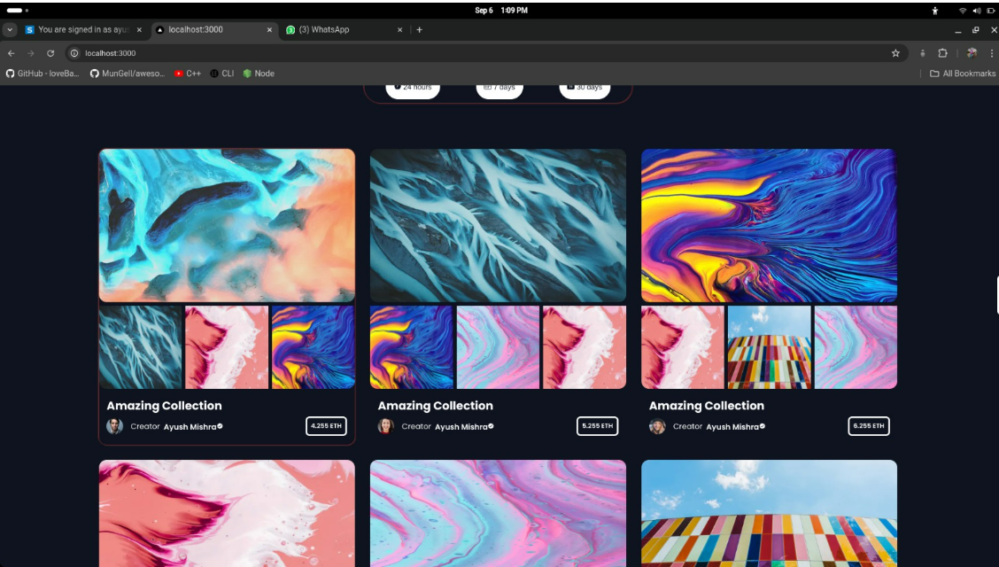 Sep 6 1:09 PM
S You are signed in as ayus
localhost:3000
(3) WhatsApp
localhost:3000
GitHub - loveBa...
MunGell/aweso...
C++
CLI
Node
All Bookmarks
24 hours
7 days
30 days
Amazing Collection
Creator Ayush Mishra
4.255 ETH
Amazing Collection
Creator Ayush Mishra
5.255 ETH
Amazing Collection
Creator Ayush Mishra
6.255 ETH